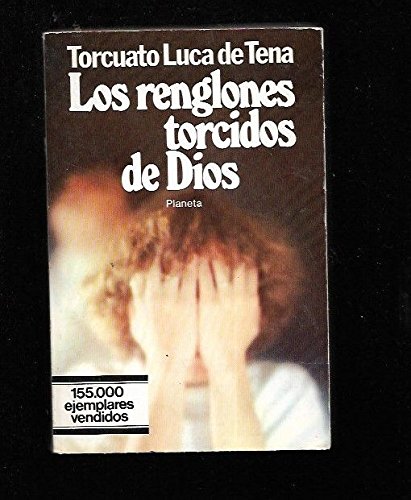 Torcuato Luca de Tena
Los renglones
torcidos
de Dios
Planeta
155.000
ejemplares
vendidos